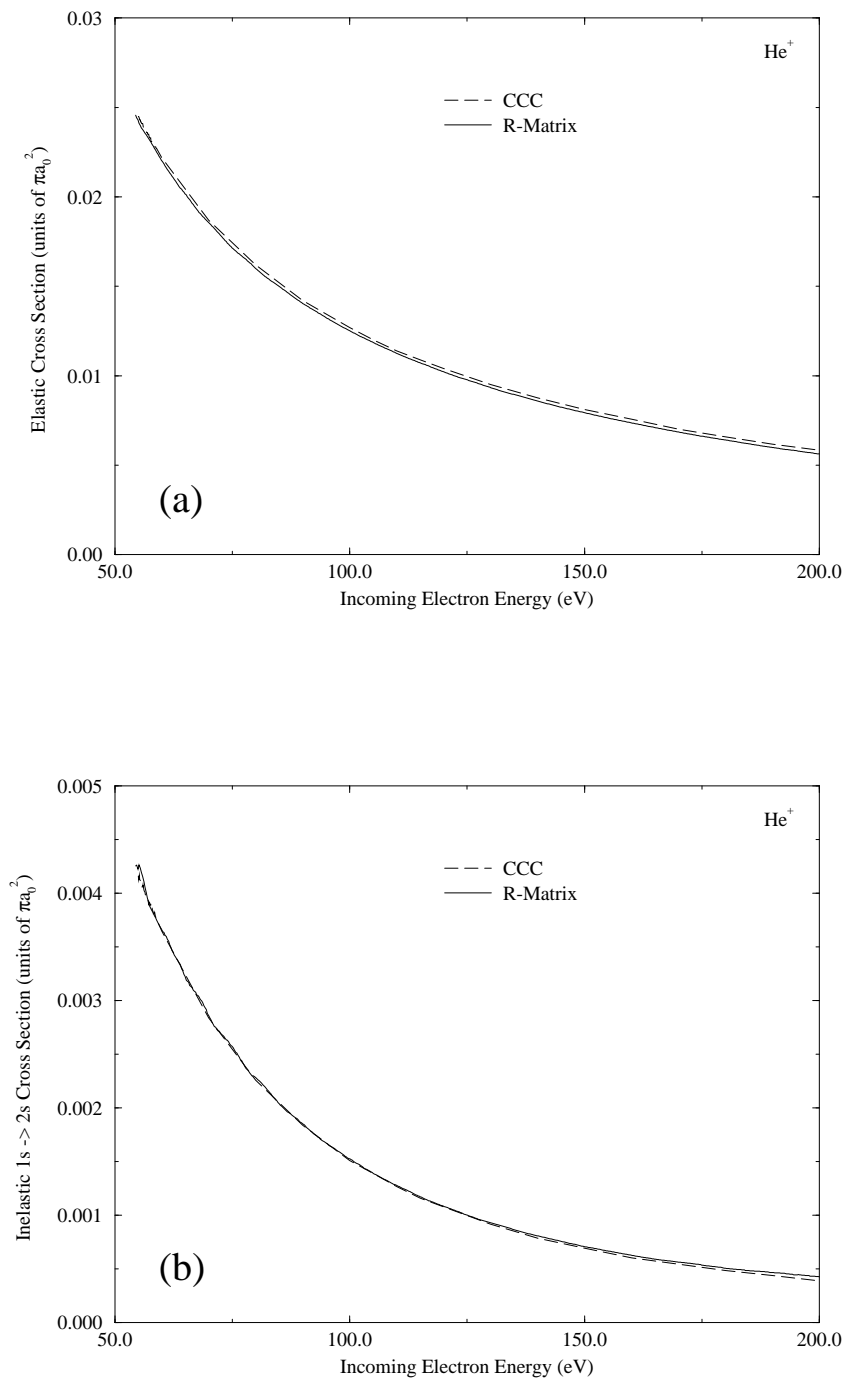 0.03
He⁺
CCC
R-Matrix
0.02
Elastic Cross Section (units of πa₀²)
0.01
(a)
0.00
50.0 100.0 150.0 200.0
Incoming Electron Energy (eV)
0.005
He⁺
CCC
R-Matrix
0.004
0.003
Inelastic 1s -> 2s Cross Section (units of πa₀²)
0.002
0.001
(b)
0.000
50.0 100.0 150.0 200.0
Incoming Electron Energy (eV)